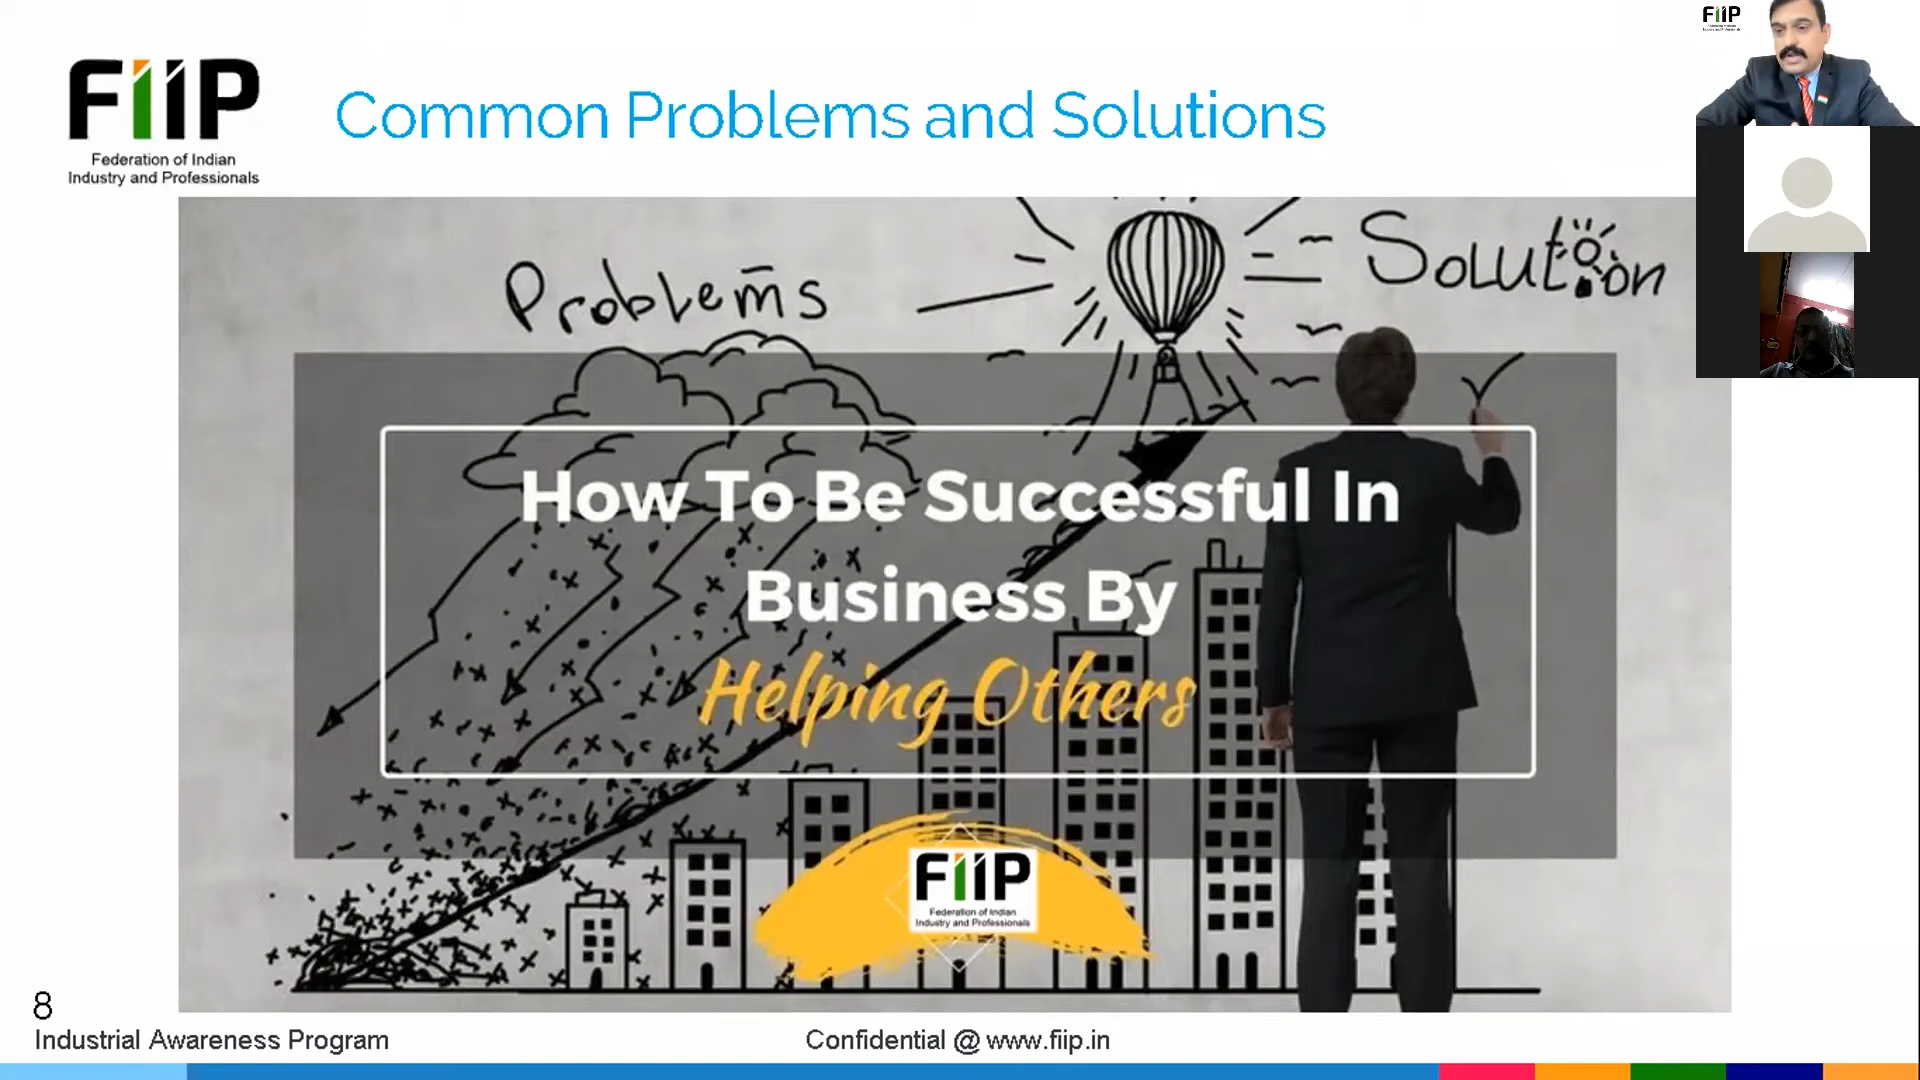 FiiP
Federation of Indian
Industry and Professionals
Common Problems and Solutions
FiiP
Problems
Solution
How To Be Successful In
Business By
Helping Others
FiiP
Federation of Indian
Industry and Professionals
8
Industrial Awareness Program
Confidential @ www.fiip.in